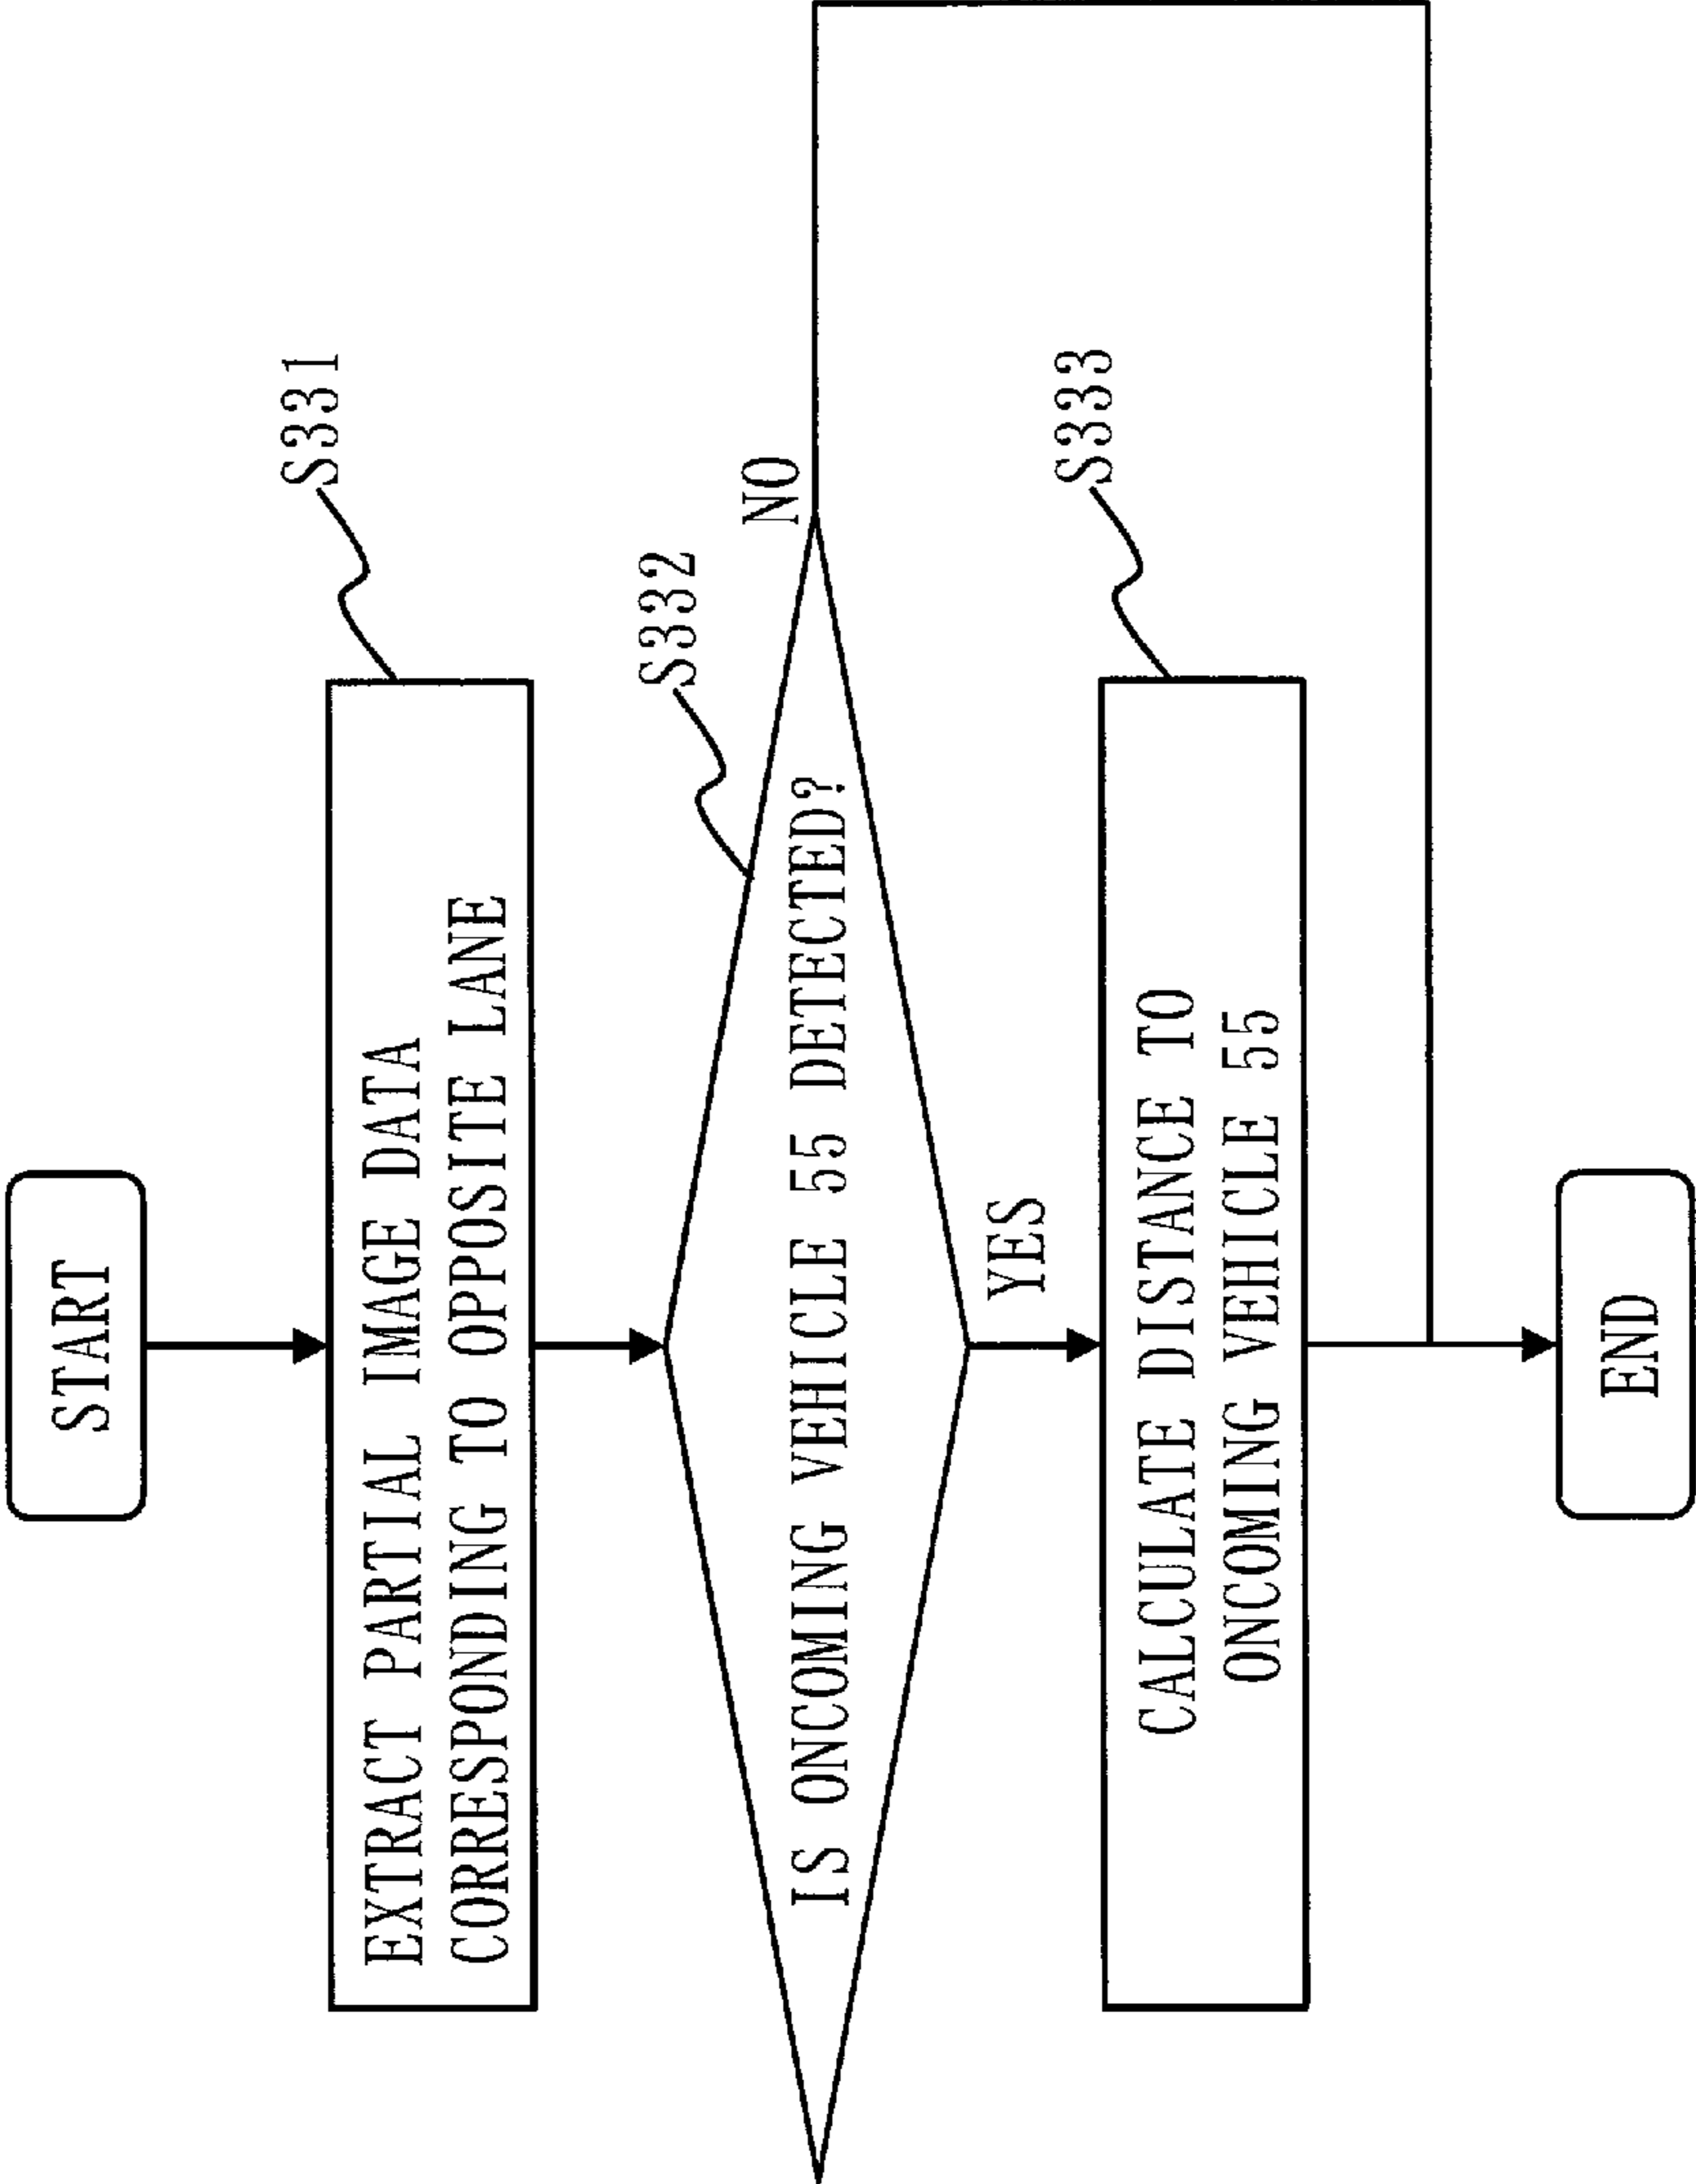 START
S331
EXTRACT PARTIAL IMAGE DATA
CORRESPONDING TO OPPOSITE LANE
S332
IS ONCOMING VEHICLE 55 DETECTED?
NO
YES
S333
CALCULATE DISTANCE TO
ONCOMING VEHICLE 55
END